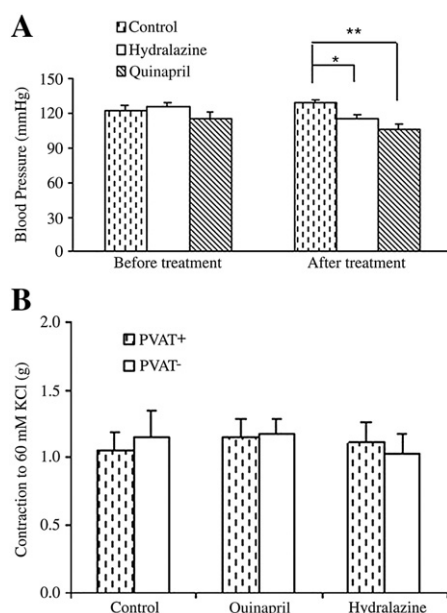 A
Control
Hydralazine
Quinapril
**
*
Blood Pressure (mmHg)
150
120
90
60
30
0
Before treatment
After treatment
B
Contraction to 60 mM KCl (g)
2.0
1.5
1.0
0.5
0.0
PVAT+
PVAT-
Control
Quinapril
Hydralazine